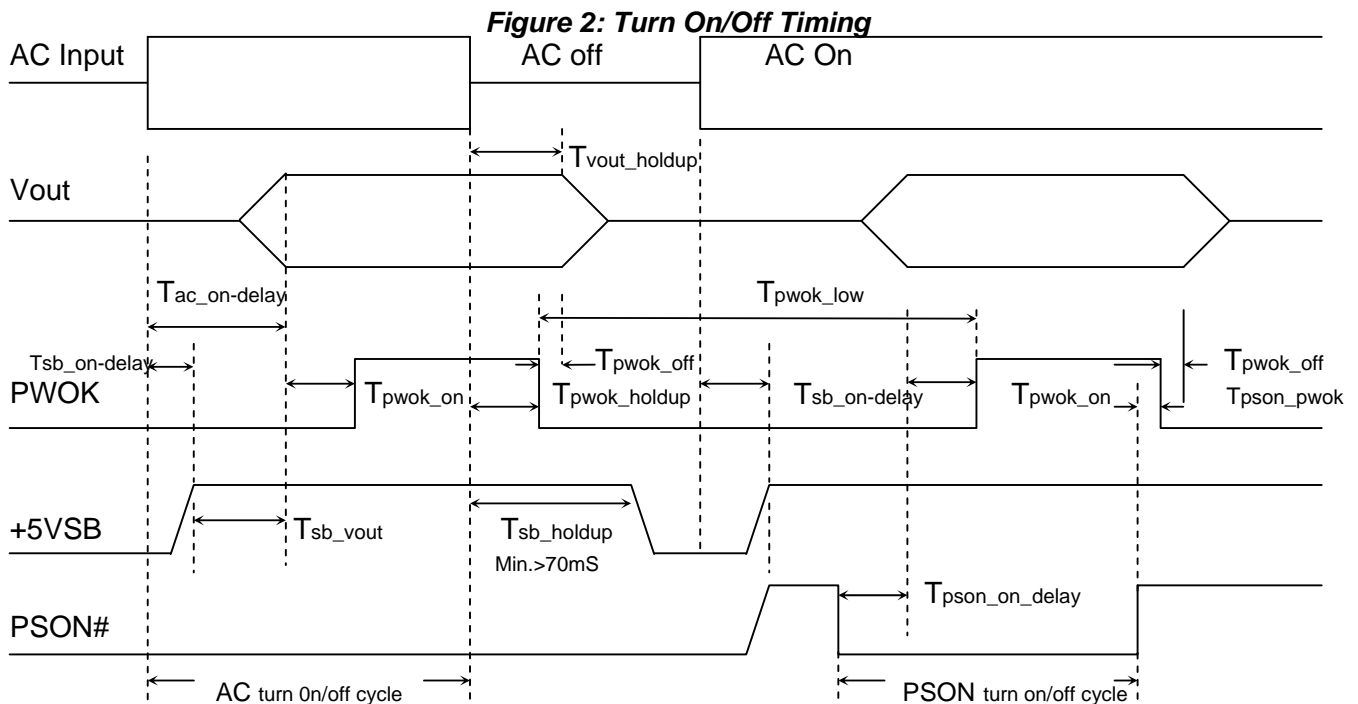 Figure 2: Turn On/Off Timing
AC Input
AC off
AC On
Tvout_holdup
Vout
Tac_on-delay
Tpwok_low
Tsb_on-delay
Tpwok_off
Tpwok_off
PWOK
Tpwok_on
Tpwok_holdup
Tsb_on-delay
Tpwok_on
Tpson_pwok
+5VSB
Tsb_vout
Tsb_holdup
Min.>70mS
Tpson_on_delay
PSON#
AC turn 0n/off cycle
PSON turn on/off cycle